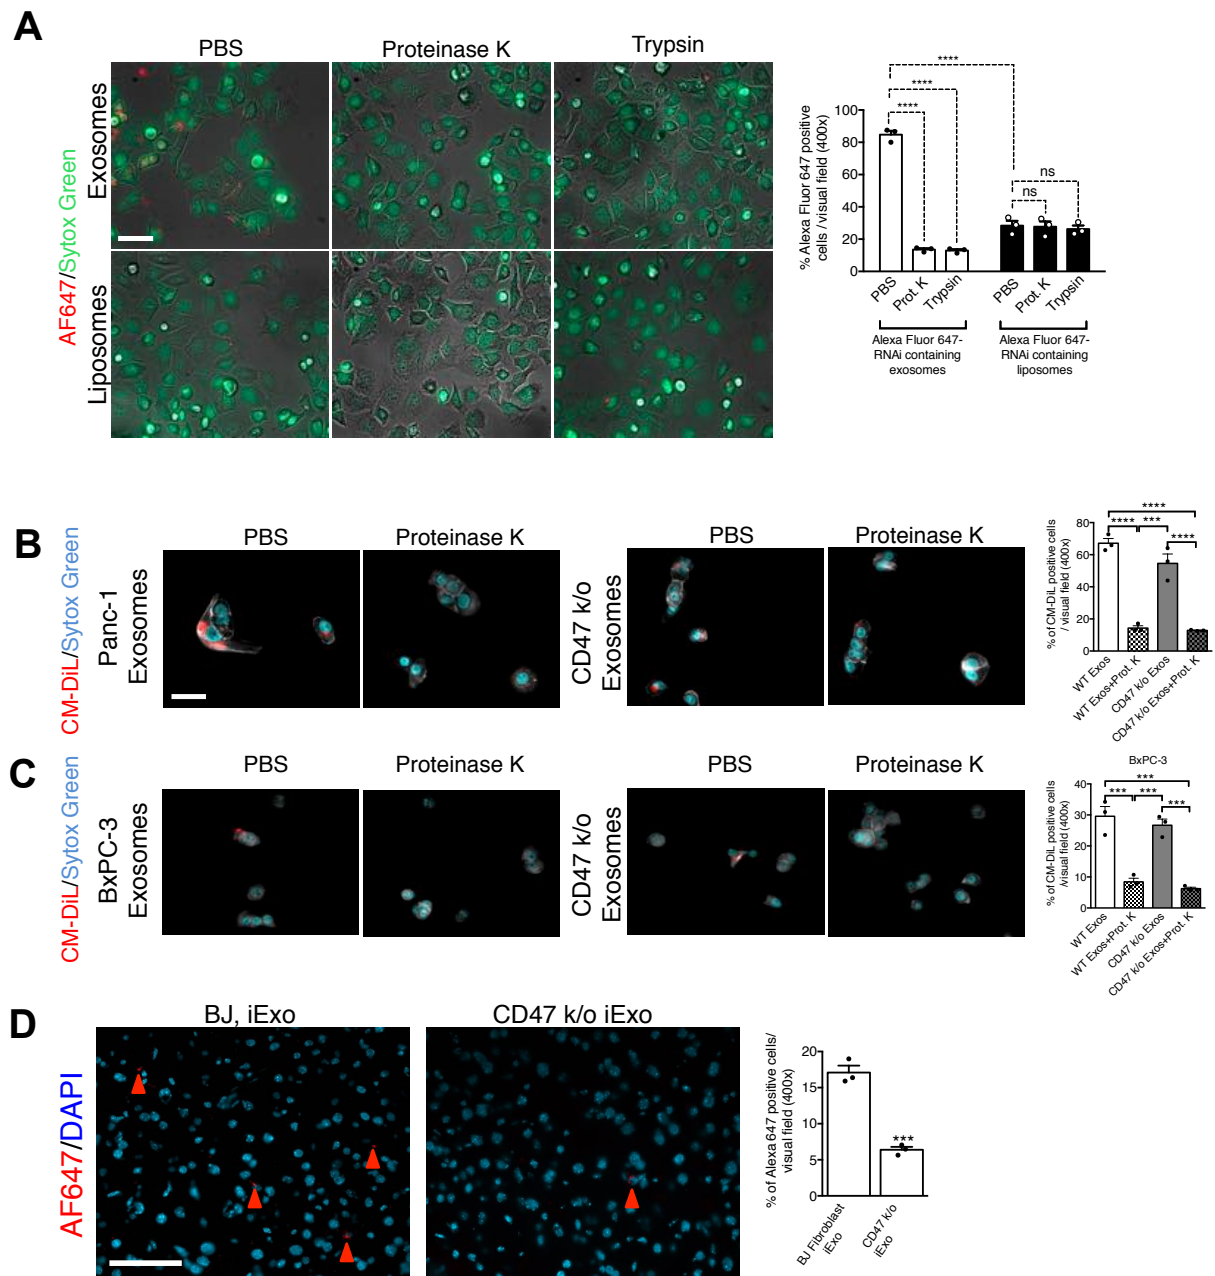 A
PBS
Proteinase K
Trypsin
AF647/Sytox Green
Exosomes
Liposomes
% Alexa Fluor 647 positive
cells / visual field (400x)
100
80
60
40
20
0
****
****
****
ns
ns
PBS
Prot. K
Trypsin
PBS
Prot. K
Trypsin
Alexa Fluor 647-
RNAi containing
exosomes
Alexa Fluor 647-
RNAi containing
liposomes
B
CM-DiL/Sytox Green
Panc-1
Exosomes
PBS
Proteinase K
CD47 k/o
Exosomes
PBS
Proteinase K
% of CM-DiL positive cells
/ visual field (400x)
80
60
40
20
0
****
****
***
****
WT Exos
WT Exos+Prot. K
CD47 k/o Exos
CD47 k/o Exos+Prot. K
C
CM-DiL/Sytox Green
BxPC-3
Exosomes
PBS
Proteinase K
CD47 k/o
Exosomes
PBS
Proteinase K
BxPC-3
% of CM-DiL positive cells
/visual field (400x)
40
30
20
10
0
***
***
***
***
WT Exos
WT Exos+Prot. K
CD47 k/o Exos
CD47 k/o Exos+Prot. K
D
AF647/DAPI
BJ, iExo
CD47 k/o iExo
% of Alexa 647 positive cells/
visual field (400x)
20
15
10
5
0
***
BJ Fibroblast
iExo
CD47 k/o
iExo